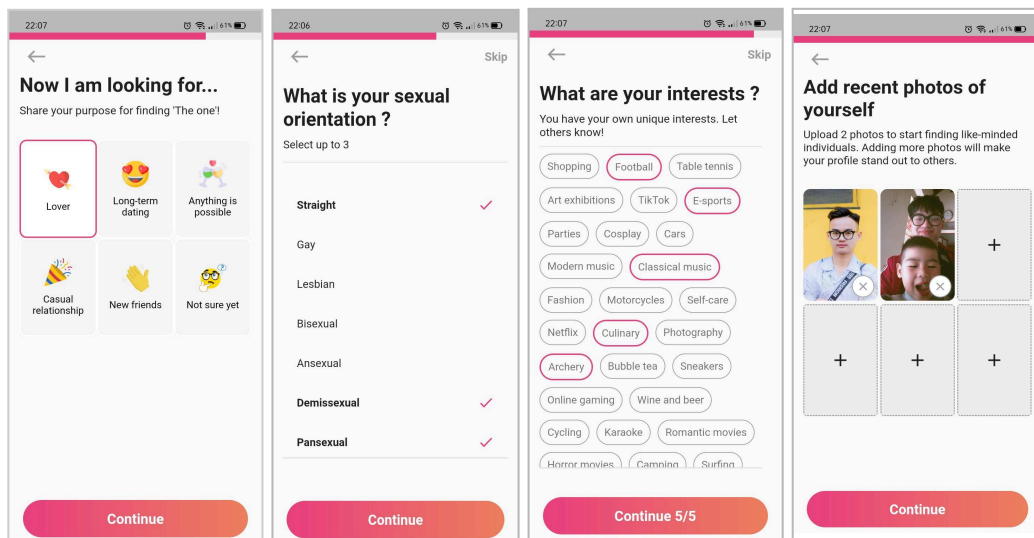 22:07
61%
Now I am looking
for...
Share your purpose for finding 'The one'!
Lover
Long-term
dating
Anything is
possible
Casual
relationship
New friends
Not sure yet
Continue
22:06
61%
Skip
What is your sexual
orientation ?
Select up to 3
Straight
Gay
Lesbian
Bisexual
Ansexual
Demissexual
Pansexual
Continue
22:07
61%
Skip
What are your interests ?
You have your own unique interests. Let
others know!
Shopping Football Table tennis
Art exhibitions TikTok E-sports
Parties Cosplay Cars
Modern music Classical music
Fashion Motorcycles Self-care
Netflix Culinary Photography
Archery Bubble tea Sneakers
Online gaming Wine and beer
Cycling Karaoke Romantic movies
Horror movies Camping Surfing
Continue 5/5
22:07
61%
Add recent photos of
yourself
Upload 2 photos to start finding like-minded
individuals. Adding more photos will make
your profile stand out to others.
Continue